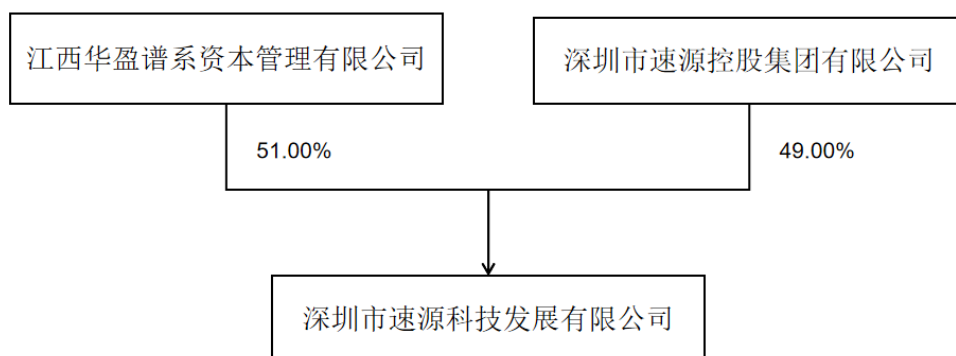 江西华盈谱系资本管理有限公司
深圳市速源控股集团有限公司
51.00%
49.00%
深圳市速源科技发展有限公司